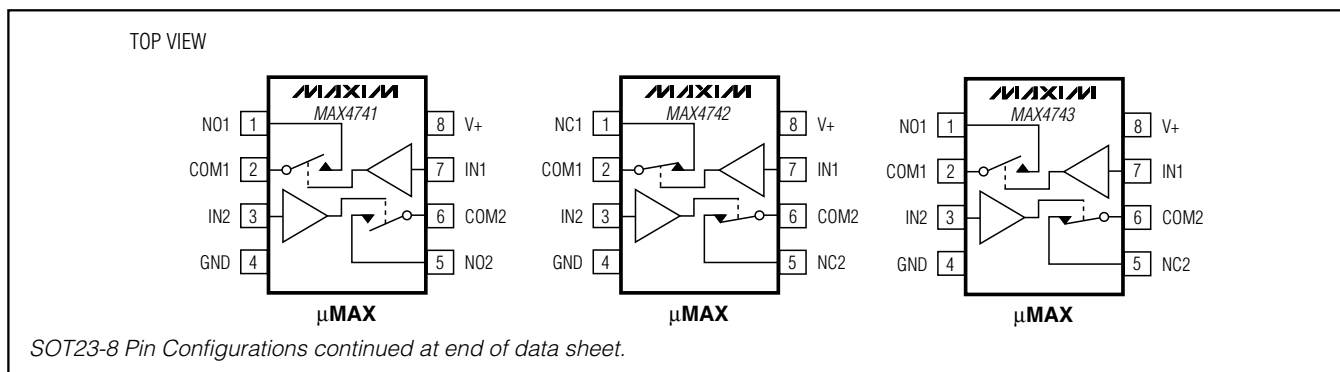 TOP VIEW
MAXIM MAXIM MAXIM
MAX4741 MAX4742 MAX4743
NO1 1 8 V+ NC1 1 8 V+ NO1 1 8 V+
COM1 2 7 IN1 COM1 2 7 IN1 COM1 2 7 IN1
IN2 3 6 COM2 IN2 3 6 COM2 IN2 3 6 COM2
GND 4 5 NO2 GND 4 5 NC2 GND 4 5 NC2
μMAX μMAX μMAX
SOT23-8 Pin Configurations continued at end of data sheet.